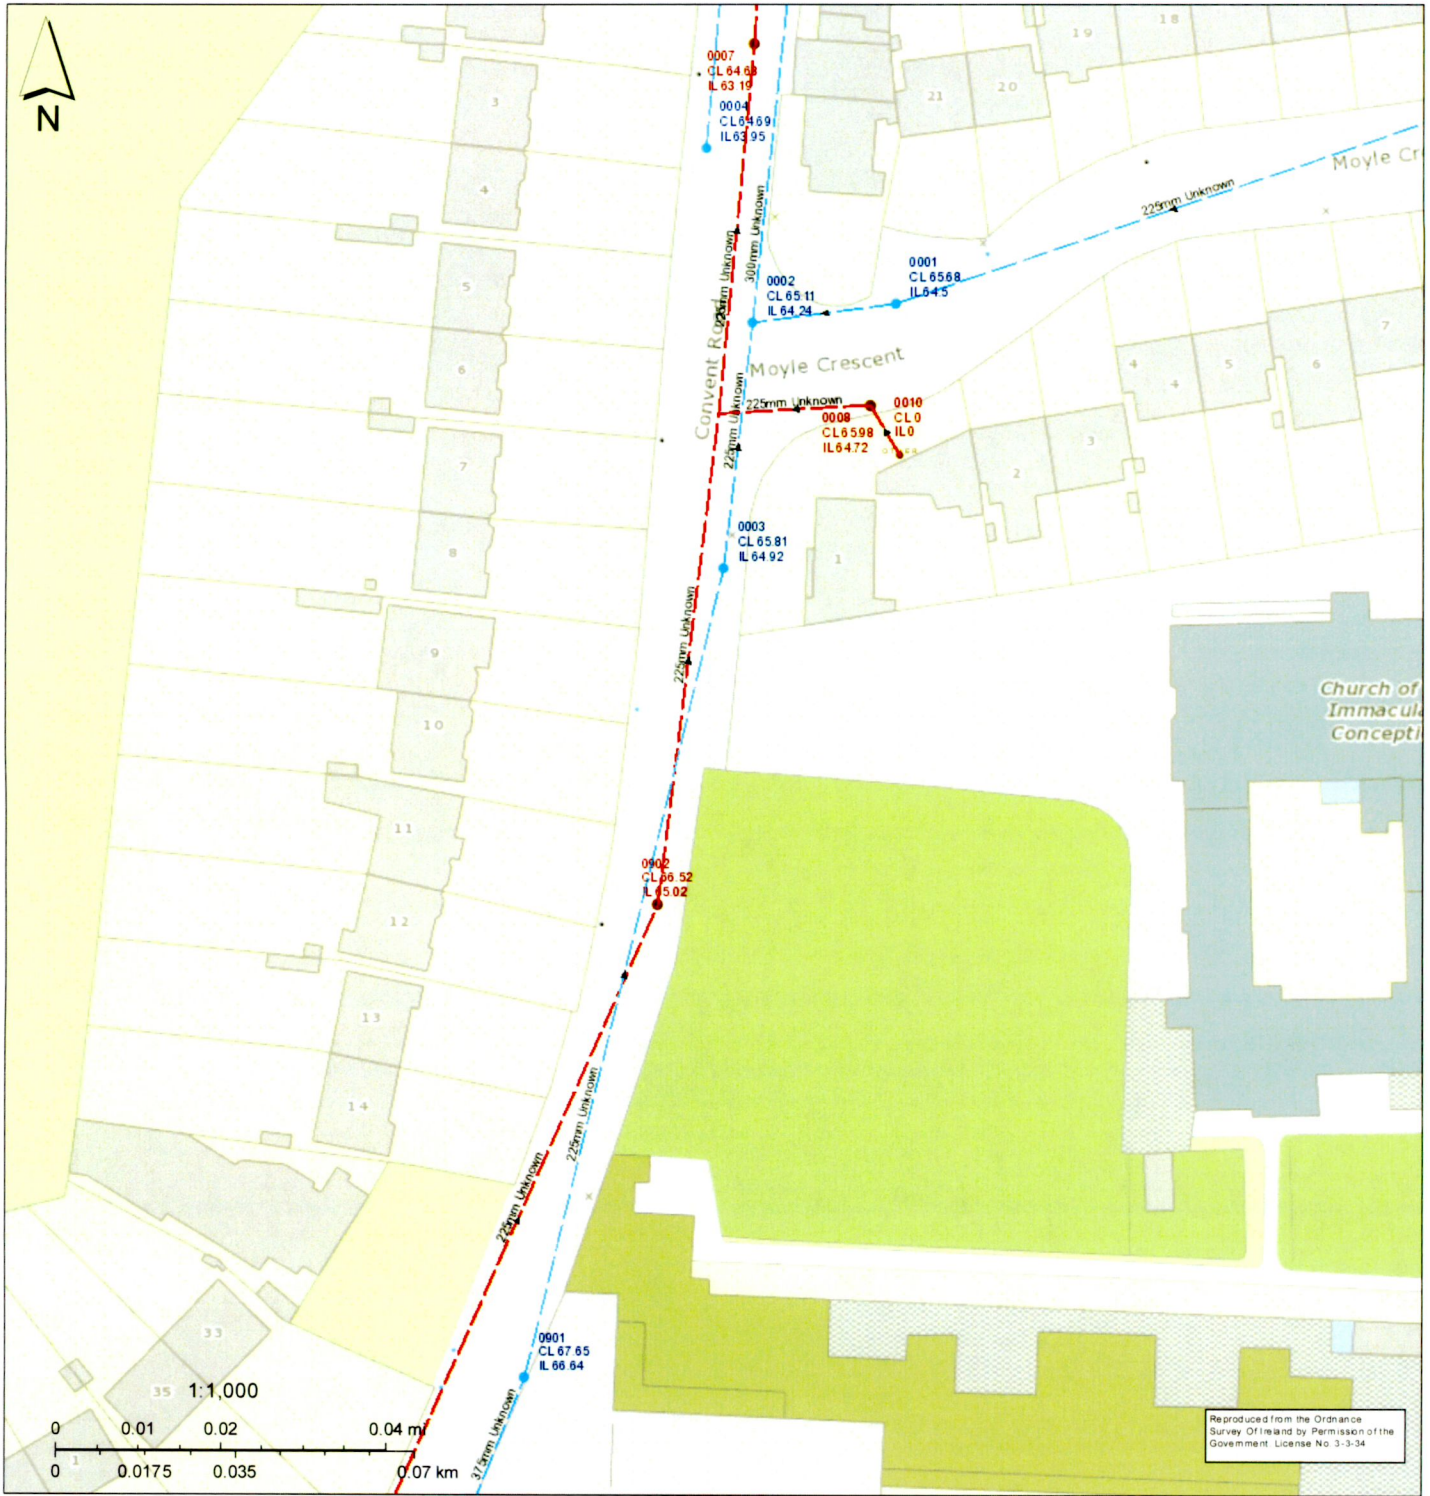 N
0007
CL 64.63
IL 63.19
0004
CL 64.69
IL 63.95
3
4
5
6
7
8
9
10
11
12
13
14
33
35
1
18
19
20
21
Moyle Cr
225mm Unknown
300mm Unknown
225mm Unknown
0001
CL 65.68
IL 64.5
0002
CL 65.11
IL 64.24
Convent Road
Moyle Crescent
225mm Unknown
225mm Unknown
0010
CL 0
IL 0
0008
CL 65.98
IL 64.72
4
4
5
6
7
3
2
1
0003
CL 65.81
IL 64.92
225mm Unknown
Church of
Immacula
Concepti
0902
CL 66.52
IL 65.02
225mm Unknown
225mm Unknown
0901
CL 67.65
IL 66.64
375mm Unknown
1:1,000
0 0.01 0.02 0.04 mi
0 0.0175 0.035 0.07 km
Reproduced from the Ordnance
Survey Of Ireland by Permission of the
Government. License No. 3-3-34